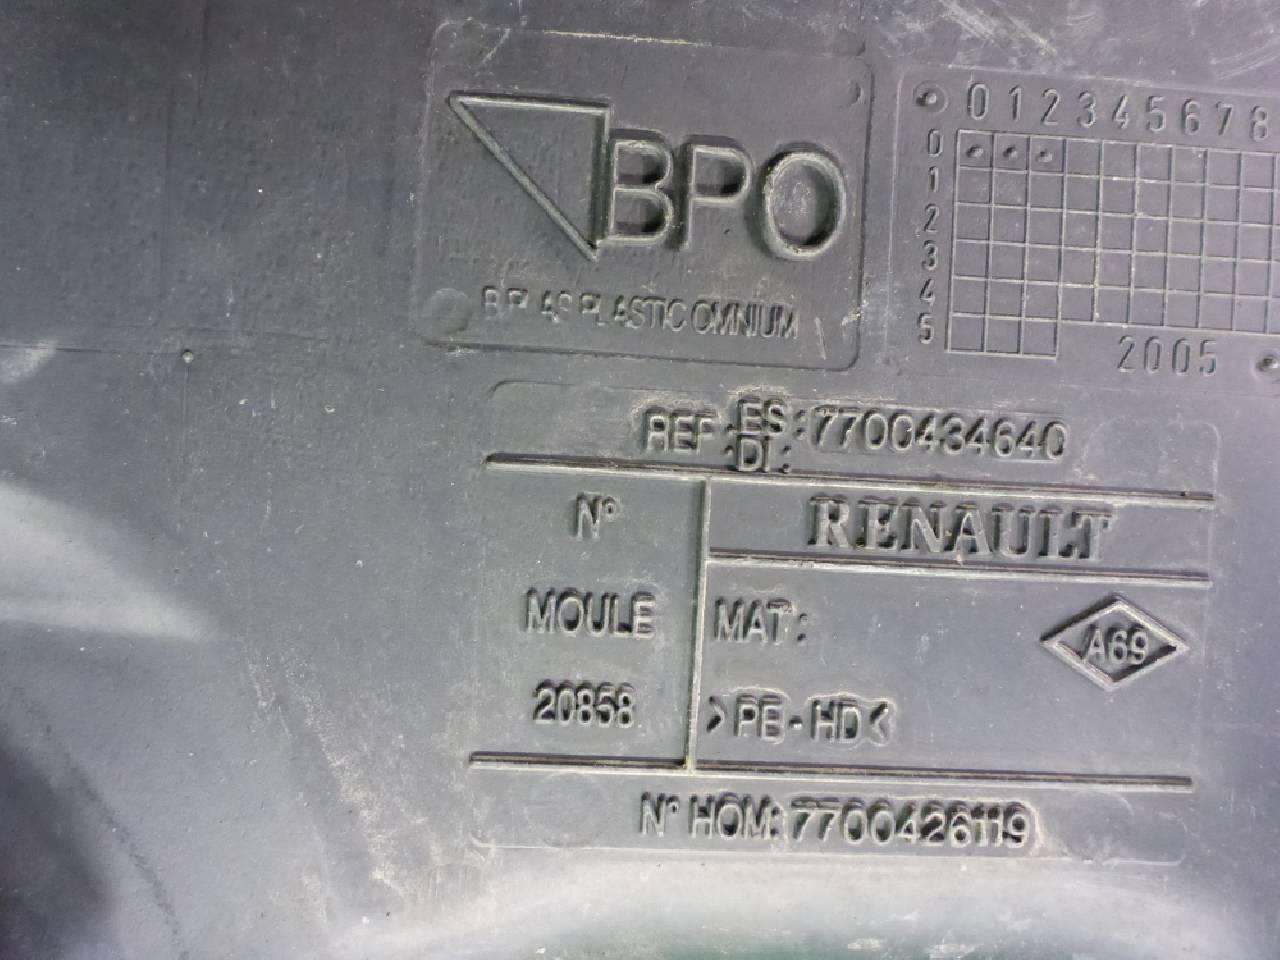 BPO
BIPLAS PLASTIC OMNIUM
0 1 2 3 4 5 6 7 8
0
1
2
3
4
5
2005
REF. ES: 7700434640
DI.:
N°
RENAULT
MOULE
MAT:
A69
20858
>PE-HD<
N° HOM: 7700426119